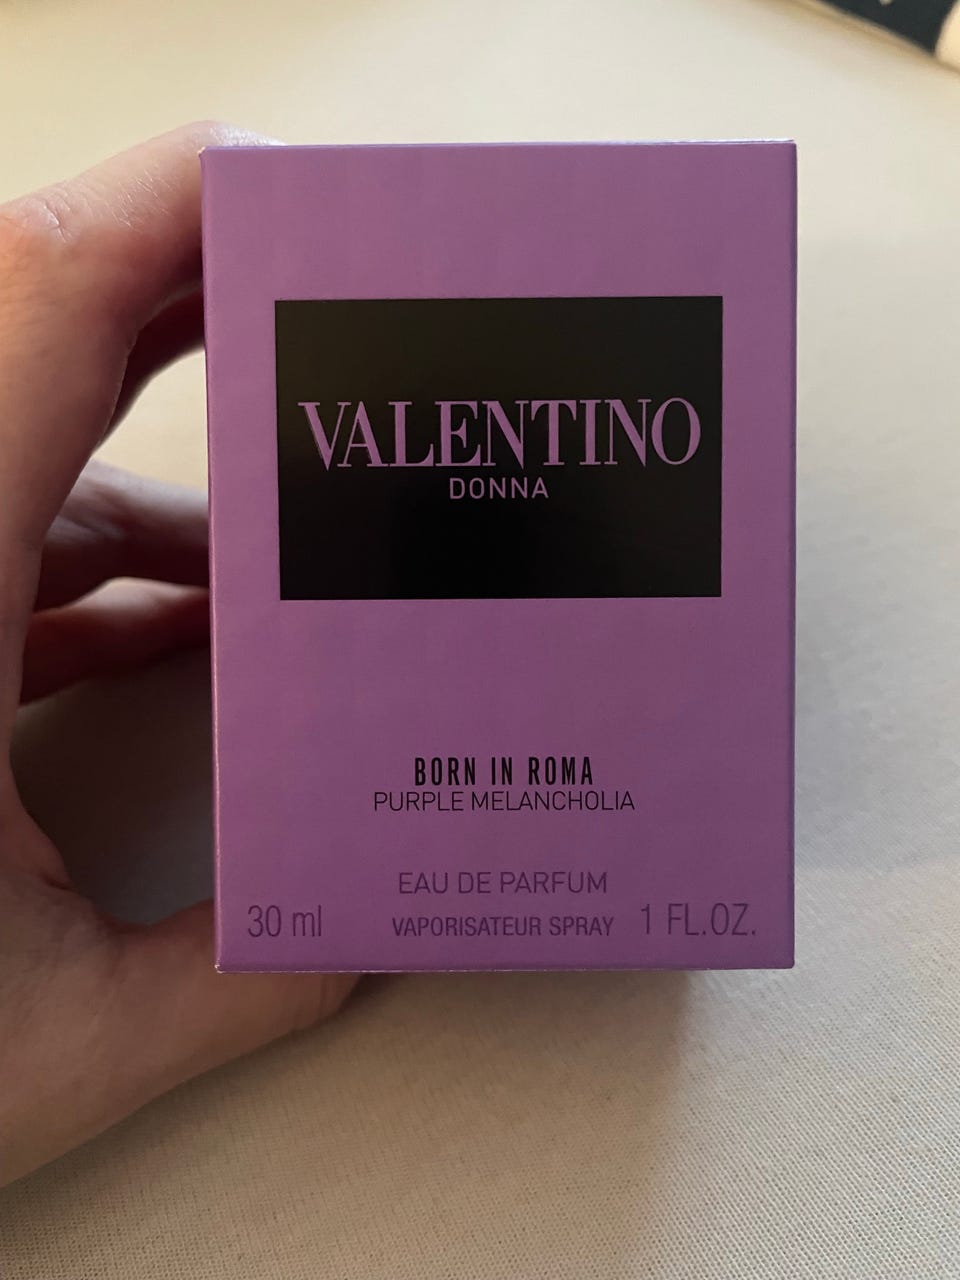 VALENTINO
DONNA
BORN IN ROMA
PURPLE MELANCHOLIA
EAU DE PARFUM
30 ml VAPORISATEUR SPRAY 1 FL.OZ.